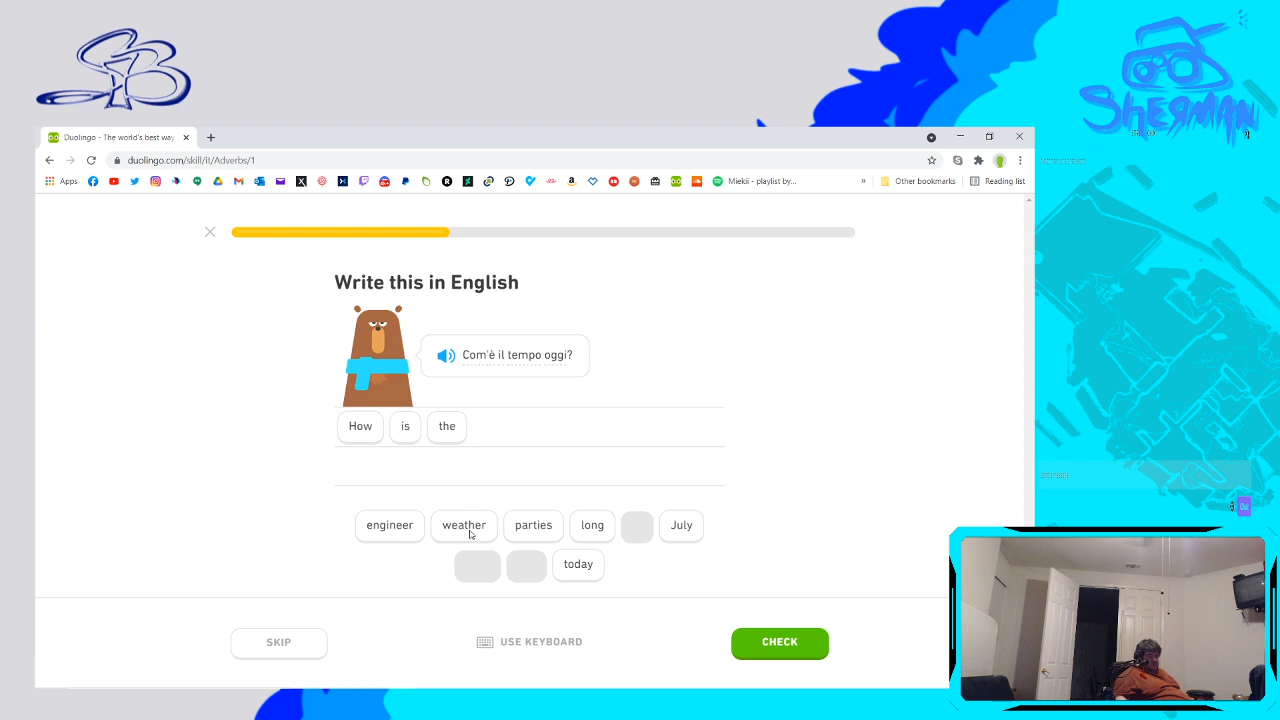 SB
SHERMAN
Duolingo - The world's best way
duolingo.com/skill/it/Adverbs/1
Apps
Miekii - playlist by...
»
Other bookmarks
Reading list
Write this in English
Com'è il tempo oggi?
How is the
engineer weather parties long July
today
SKIP
USE KEYBOARD
CHECK